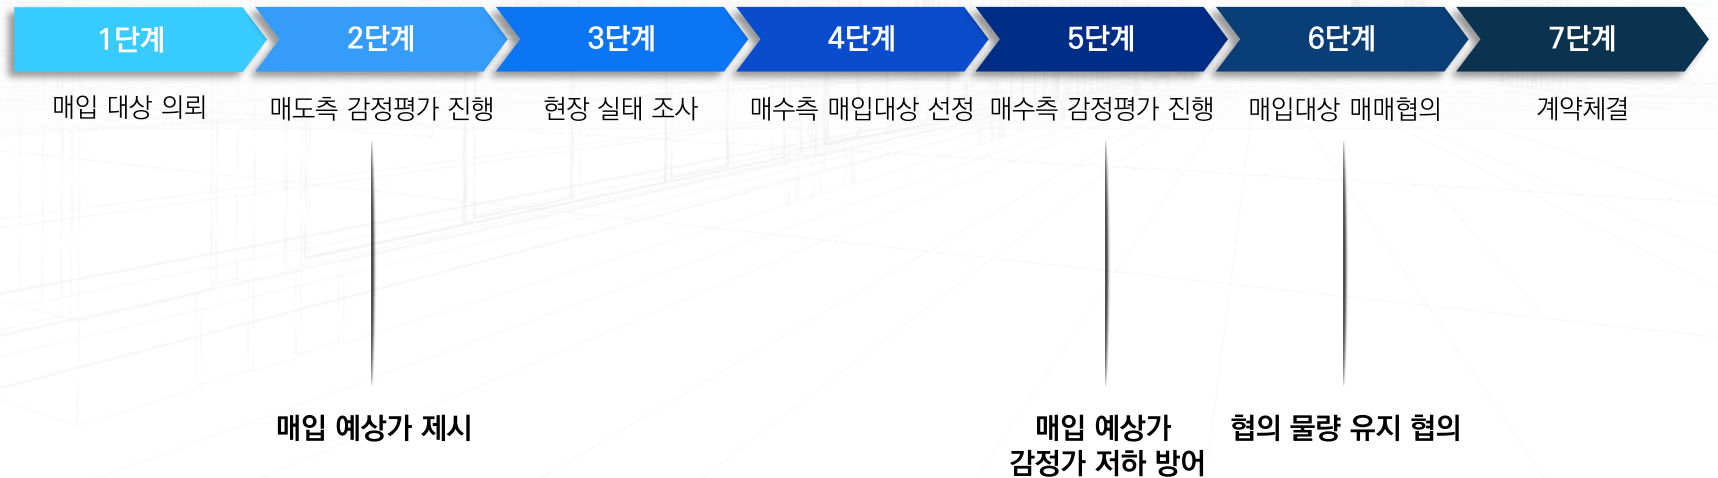 1단계
2단계
3단계
4단계
5단계
6단계
7단계
매입 대상 의뢰
매도측 감정평가 진행
현장 실태 조사
매수측 매입대상 선정
매수측 감정평가 진행
매입대상 매매협의
계약체결
매입 예상가 제시
매입 예상가
감정가 저하 방어
협의 물량 유지 협의